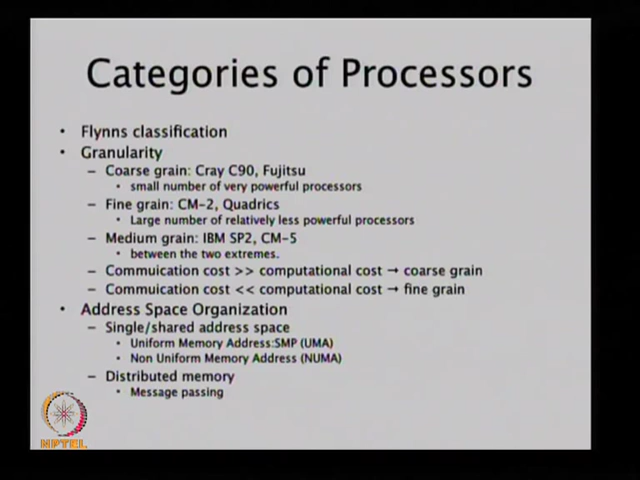 Categories of Processors
• Flynns classification
• Granularity
– Coarse grain: Cray C90, Fujitsu
• small number of very powerful processors
– Fine grain: CM-2, Quadrics
• Large number of relatively less powerful processors
– Medium grain: IBM SP2, CM-5
• between the two extremes.
– Commuication cost >> computational cost → coarse grain
– Commuication cost << computational cost → fine grain
• Address Space Organization
– Single/shared address space
• Uniform Memory Address:SMP (UMA)
• Non Uniform Memory Address (NUMA)
– Distributed memory
• Message passing
NPTEL